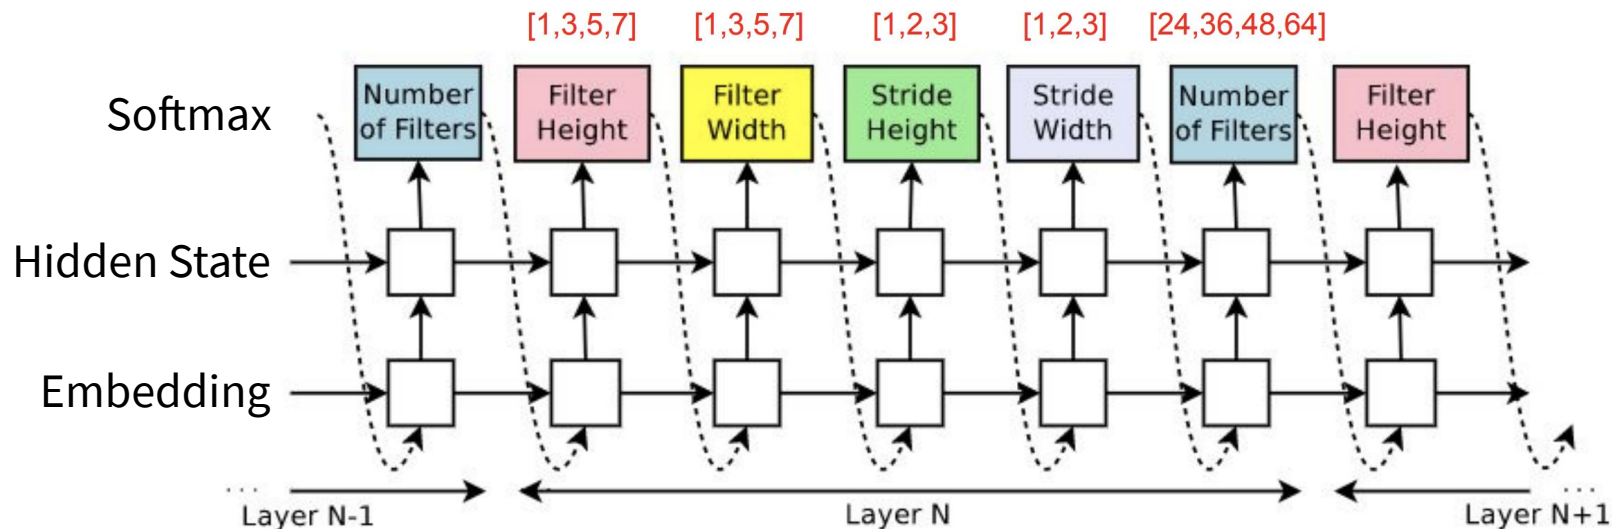 [1,3,5,7] [1,3,5,7] [1,2,3] [1,2,3] [24,36,48,64]
Softmax
Number
of Filters
Filter
Height
Filter
Width
Stride
Height
Stride
Width
Number
of Filters
Filter
Height
Hidden State
Embedding
... Layer N-1
Layer N
Layer N+1 ...